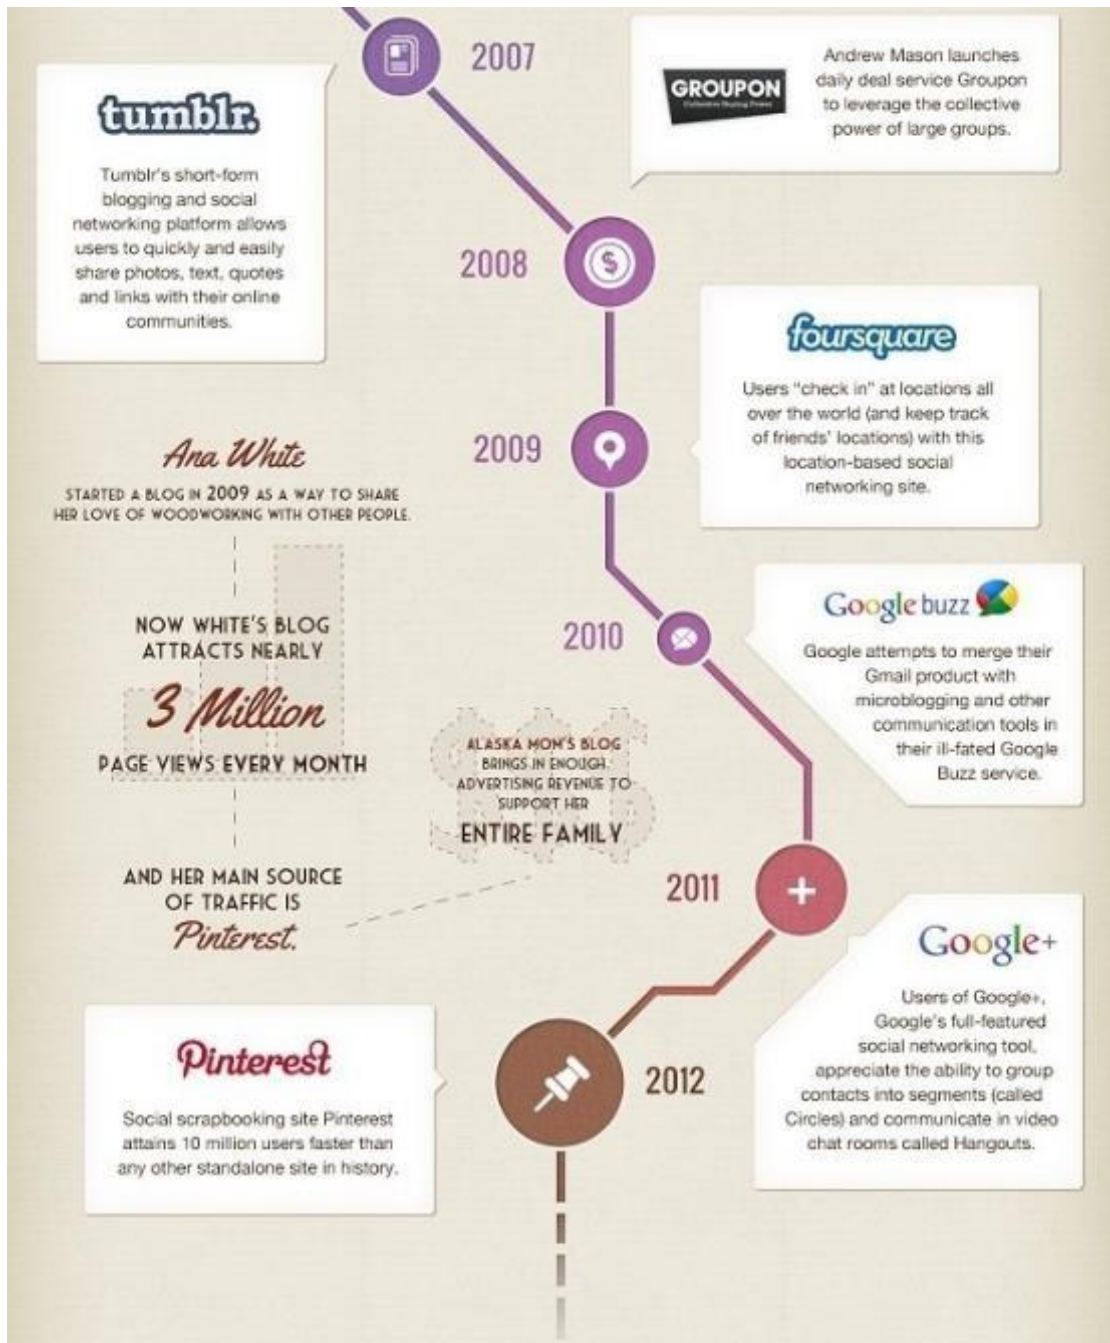 2007
GROUPON
Collective Buying Power
Andrew Mason launches
daily deal service Groupon
to leverage the collective
power of large groups.
tumblr.
Tumblr's short-form
blogging and social
networking platform allows
users to quickly and easily
share photos, text, quotes
and links with their online
communities.
2008
$
foursquare
Users "check in" at locations all
over the world (and keep track
of friends' locations) with this
location-based social
networking site.
2009
Ana White
STARTED A BLOG IN 2009 AS A WAY TO SHARE
HER LOVE OF WOODWORKING WITH OTHER PEOPLE.
NOW WHITE'S BLOG
ATTRACTS NEARLY
3 Million
PAGE VIEWS EVERY MONTH
2010
Google buzz
Google attempts to merge their
Gmail product with
microblogging and other
communication tools in
their ill-fated Google
Buzz service.
$$$
ALASKA MOM'S BLOG
BRINGS IN ENOUGH
ADVERTISING REVENUE TO
SUPPORT HER
ENTIRE FAMILY
AND HER MAIN SOURCE
OF TRAFFIC IS
Pinterest.
2011
+
Google+
Users of Google+,
Google's full-featured
social networking tool,
appreciate the ability to group
contacts into segments (called
Circles) and communicate in video
chat rooms called Hangouts.
2012
Pinterest
Social scrapbooking site Pinterest
attains 10 million users faster than
any other standalone site in history.